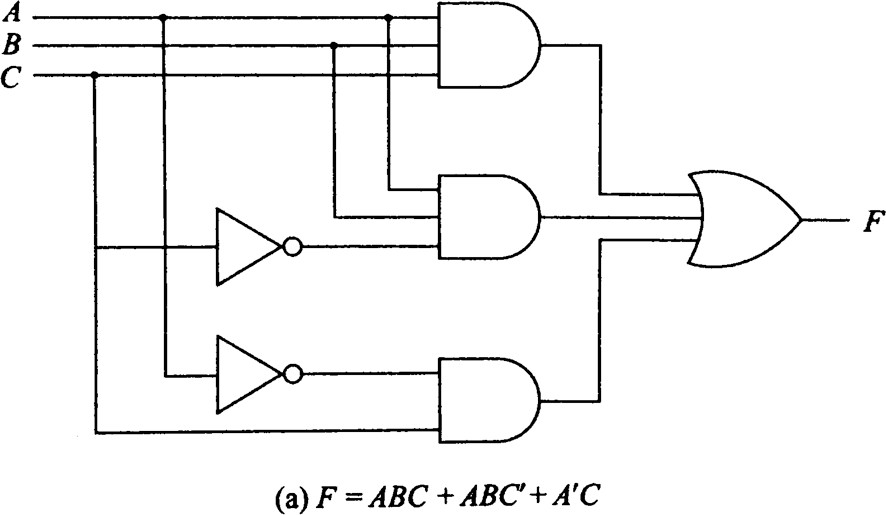 A
B
C
F
(a) F = ABC + ABC′ + A′C